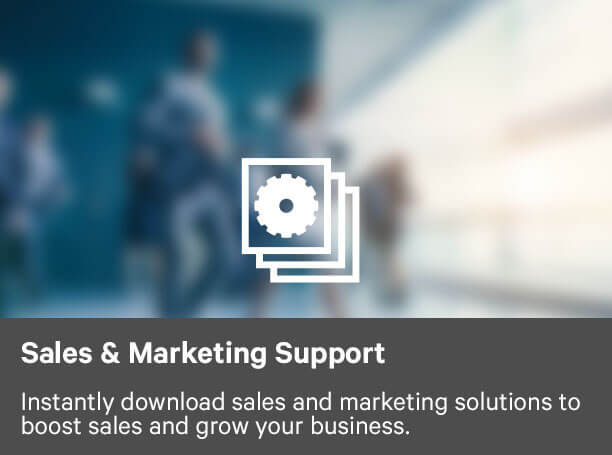 Sales & Marketing Support
Instantly download sales and marketing solutions to
boost sales and grow your business.